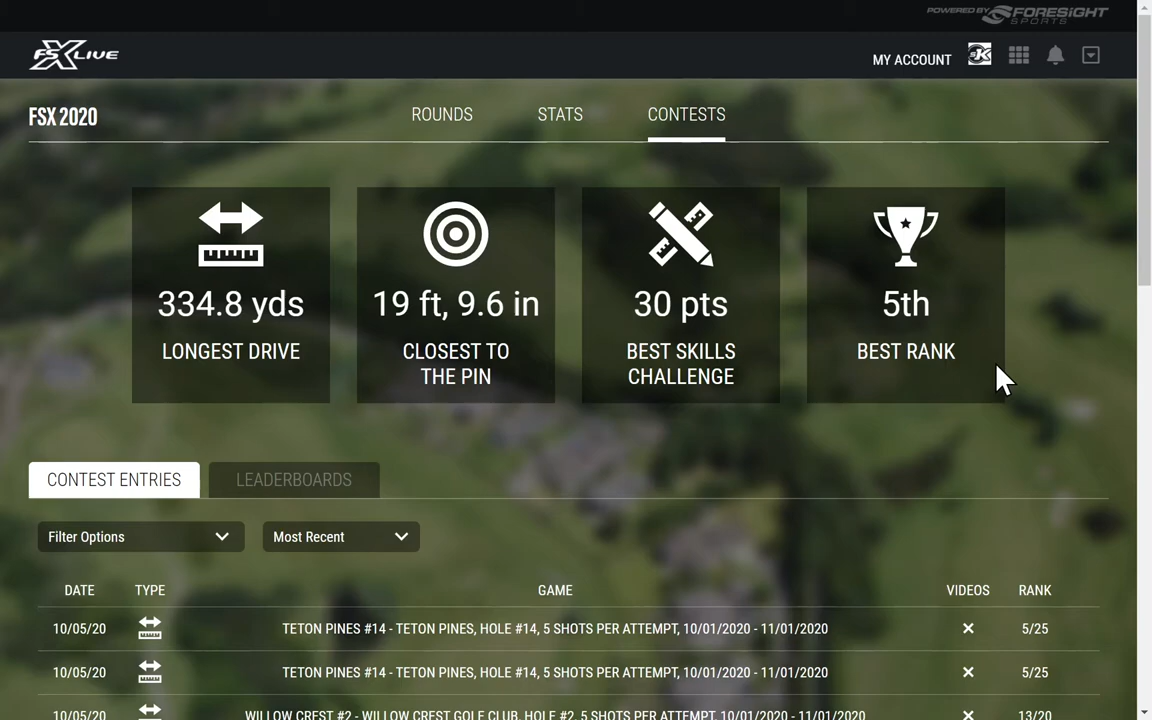 POWERED BY FORESIGHT SPORTS
FSX LIVE
MY ACCOUNT
FSX 2020
ROUNDS STATS CONTESTS
334.8 yds
LONGEST DRIVE
19 ft, 9.6 in
CLOSEST TO
THE PIN
30 pts
BEST SKILLS
CHALLENGE
5th
BEST RANK
CONTEST ENTRIES LEADERBOARDS
Filter Options Most Recent
DATE TYPE GAME VIDEOS RANK
10/05/20 TETON PINES #14 - TETON PINES, HOLE #14, 5 SHOTS PER ATTEMPT, 10/01/2020 - 11/01/2020 5/25
10/05/20 TETON PINES #14 - TETON PINES, HOLE #14, 5 SHOTS PER ATTEMPT, 10/01/2020 - 11/01/2020 5/25
10/05/20 WILLOW CREST #2 - WILLOW CREST GOLF CLUB, HOLE #2, 5 SHOTS PER ATTEMPT, 10/01/2020 - 11/01/2020 13/20